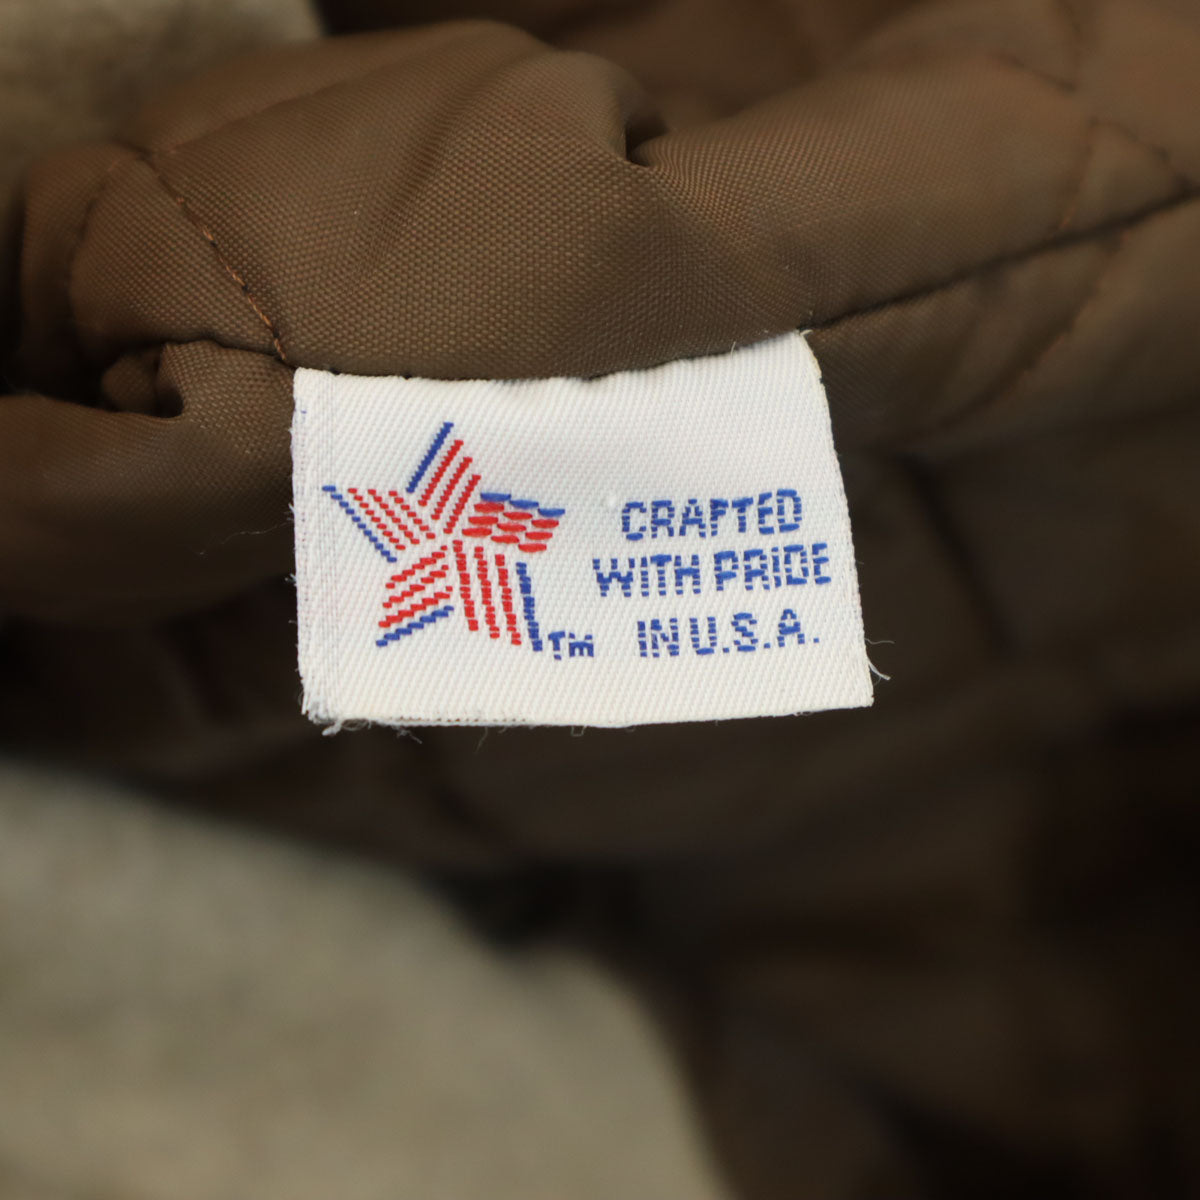 CRAFTED
WITH PRIDE
IN U.S.A.
TM